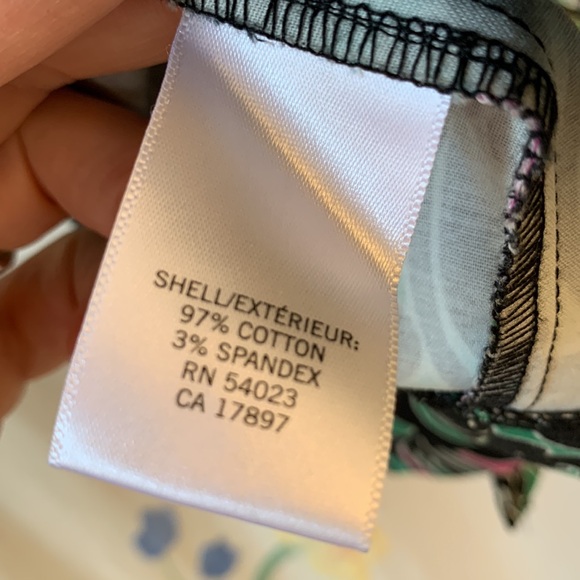 SHELL/EXTÉRIEUR:
97% COTTON
3% SPANDEX
RN 54023
CA 17897